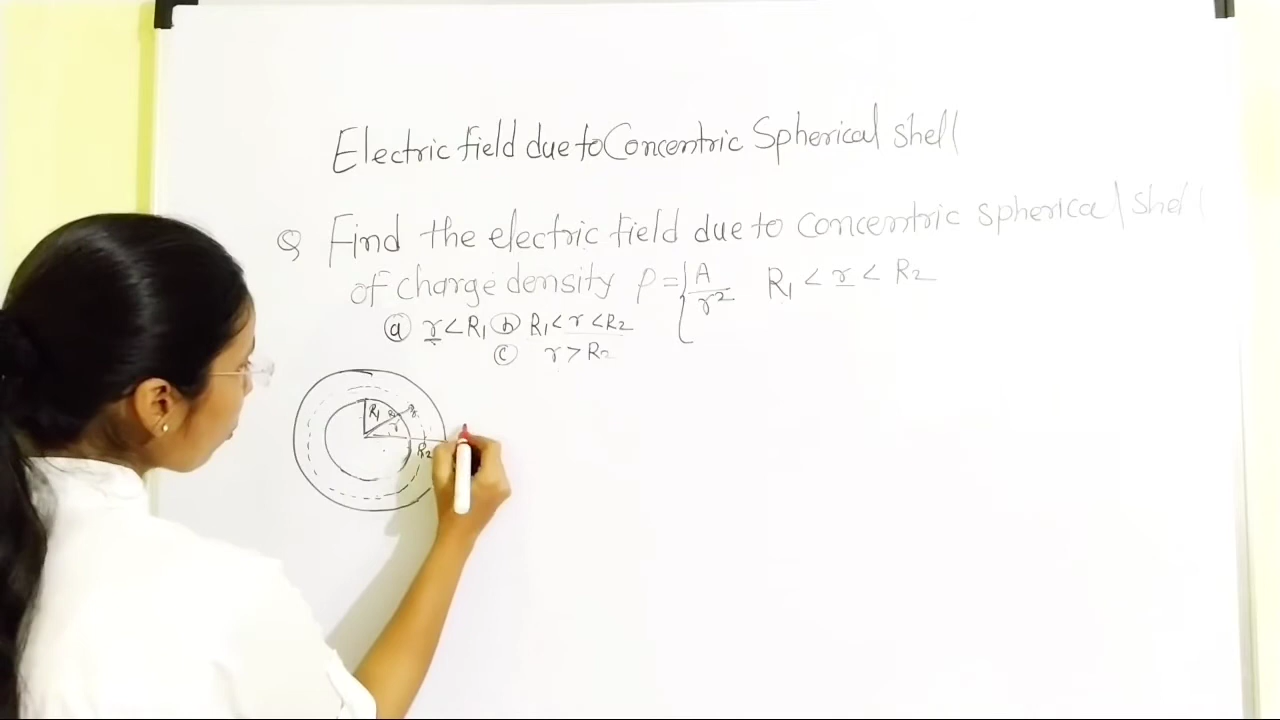 Electric field due to Concentric Spherical shell
Q Find the electric field due to concentric spherical shell
of charge density ρ = { A/r² R₁ < r < R₂
(a) r < R₁ (b) R₁ < r < R₂
(c) r > R₂
R₁
r
R₂